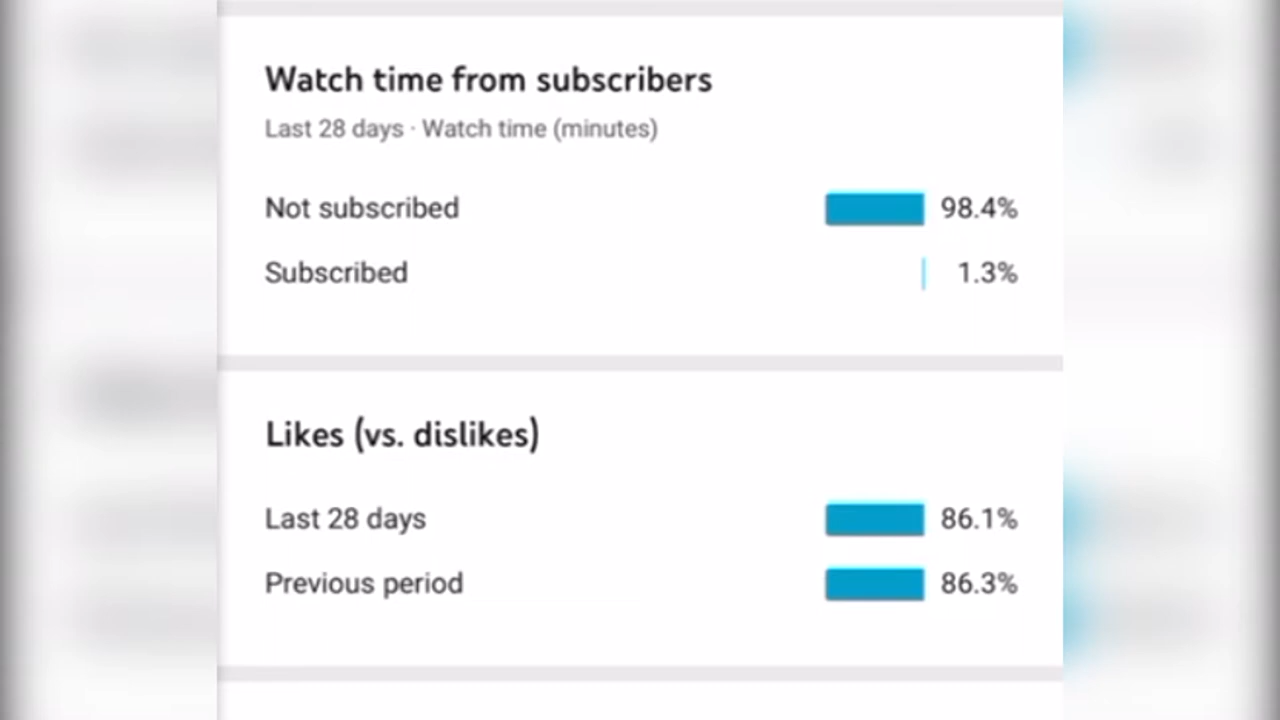 Watch time from subscribers
Last 28 days · Watch time (minutes)
Not subscribed 98.4%
Subscribed 1.3%
Likes (vs. dislikes)
Last 28 days 86.1%
Previous period 86.3%